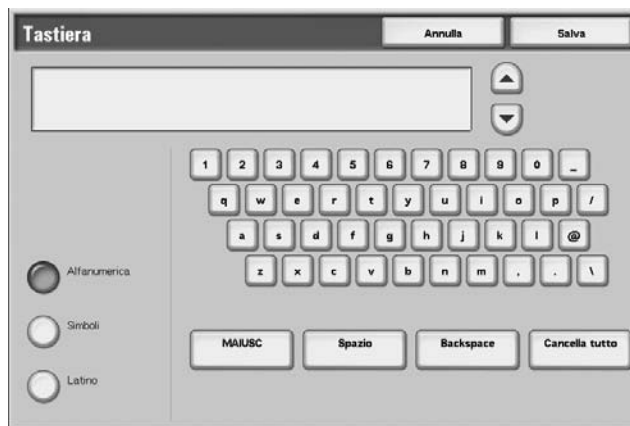 Tastiera Annulla Salva
1 2 3 4 5 6 7 8 9 0 _
q w e r t y u i o p /
a s d f g h j k l @
z x c v b n m , . \
Alfanumerica
Simboli
MAIUSC Spazio Backspace Cancella tutto
Latino